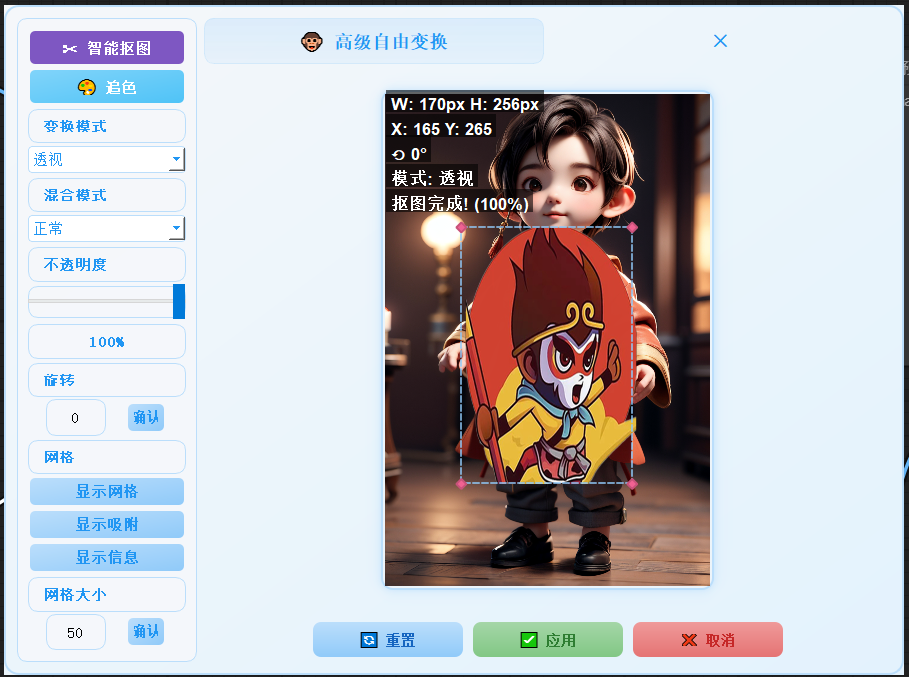 智能抠图
追色
变换模式
透视
混合模式
正常
不透明度
100%
旋转
0 确认
网格
显示网格
显示吸附
显示信息
网格大小
50 确认
高级自由变换
W: 170px H: 256px
X: 165 Y: 265
0°
模式: 透视
抠图完成! (100%)
重置
应用
取消